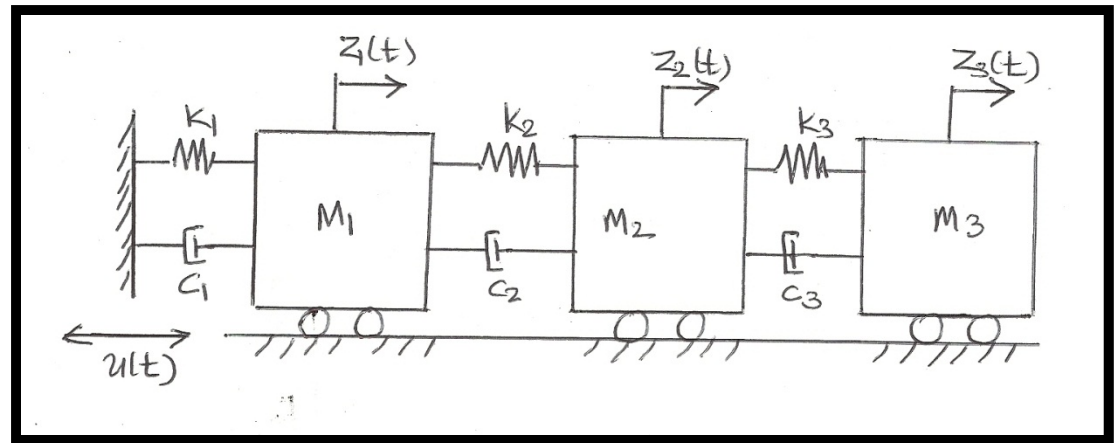 Z1(t) Z2(t) Z3(t)
K1 K2 K3
M1 M2 M3
C1 C2 C3
u(t)